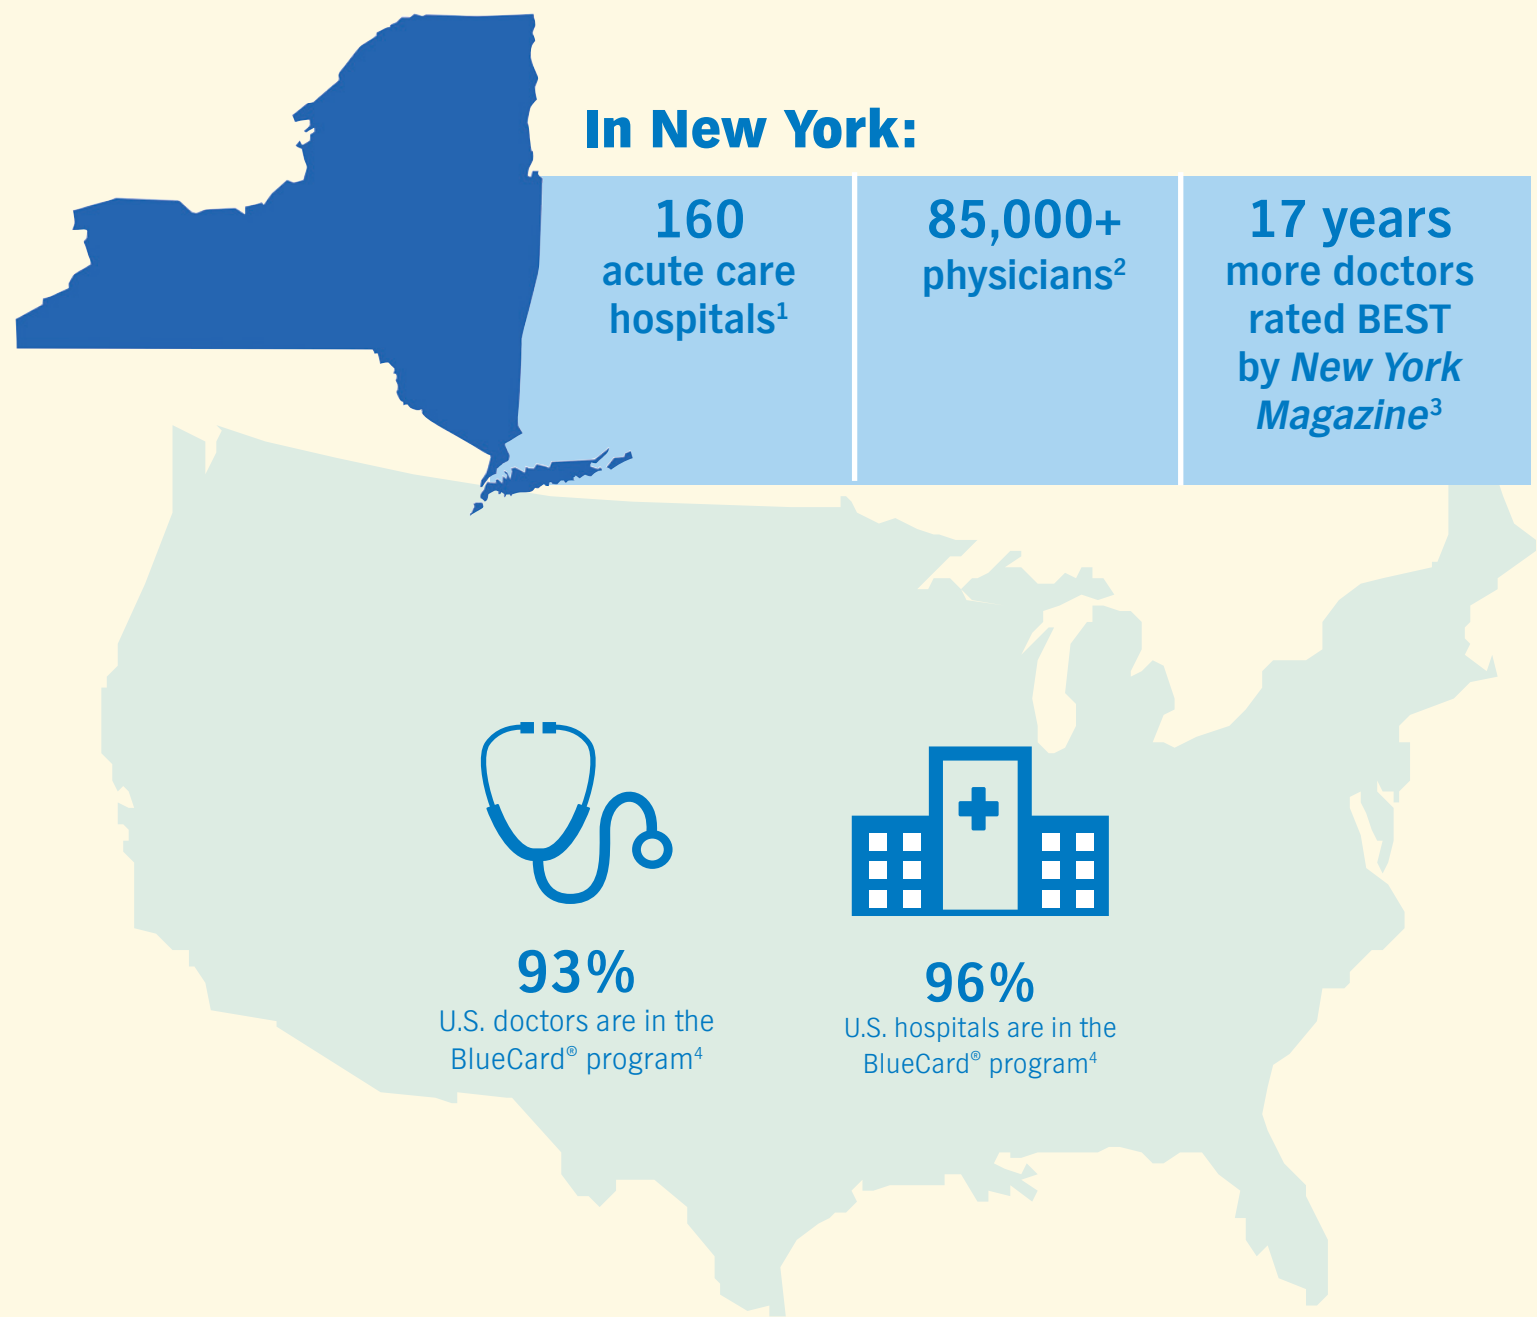 In New York:
160
acute care
hospitals¹
85,000+
physicians²
17 years
more doctors
rated BEST
by New York
Magazine³
93%
U.S. doctors are in the
BlueCard® program⁴
96%
U.S. hospitals are in the
BlueCard® program⁴